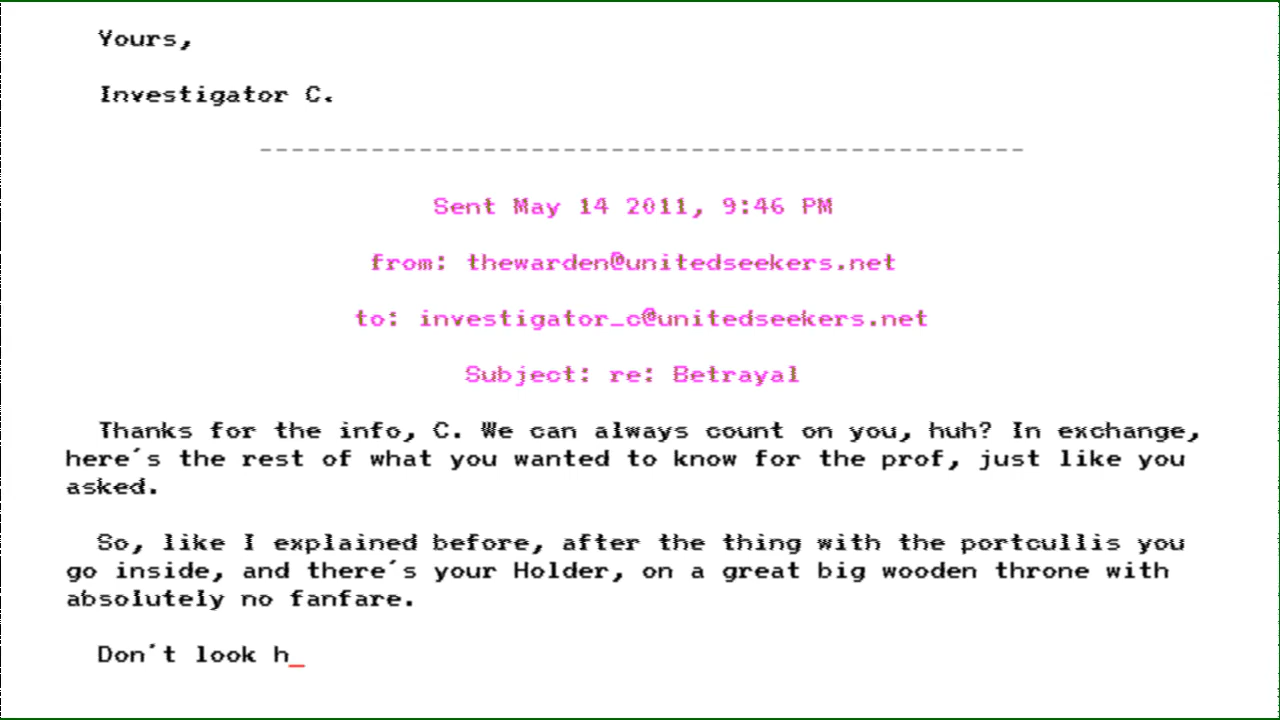 Yours,
Investigator C.
------------------------------------------------
Sent May 14 2011, 9:46 PM
from: thewarden@unitedseekers.net
to: investigator_c@unitedseekers.net
Subject: re: Betrayal
Thanks for the info, C. We can always count on you, huh? In exchange,
here´s the rest of what you wanted to know for the prof, just like you
asked.
So, like I explained before, after the thing with the portcullis you
go inside, and there´s your Holder, on a great big wooden throne with
absolutely no fanfare.
Don´t look h_